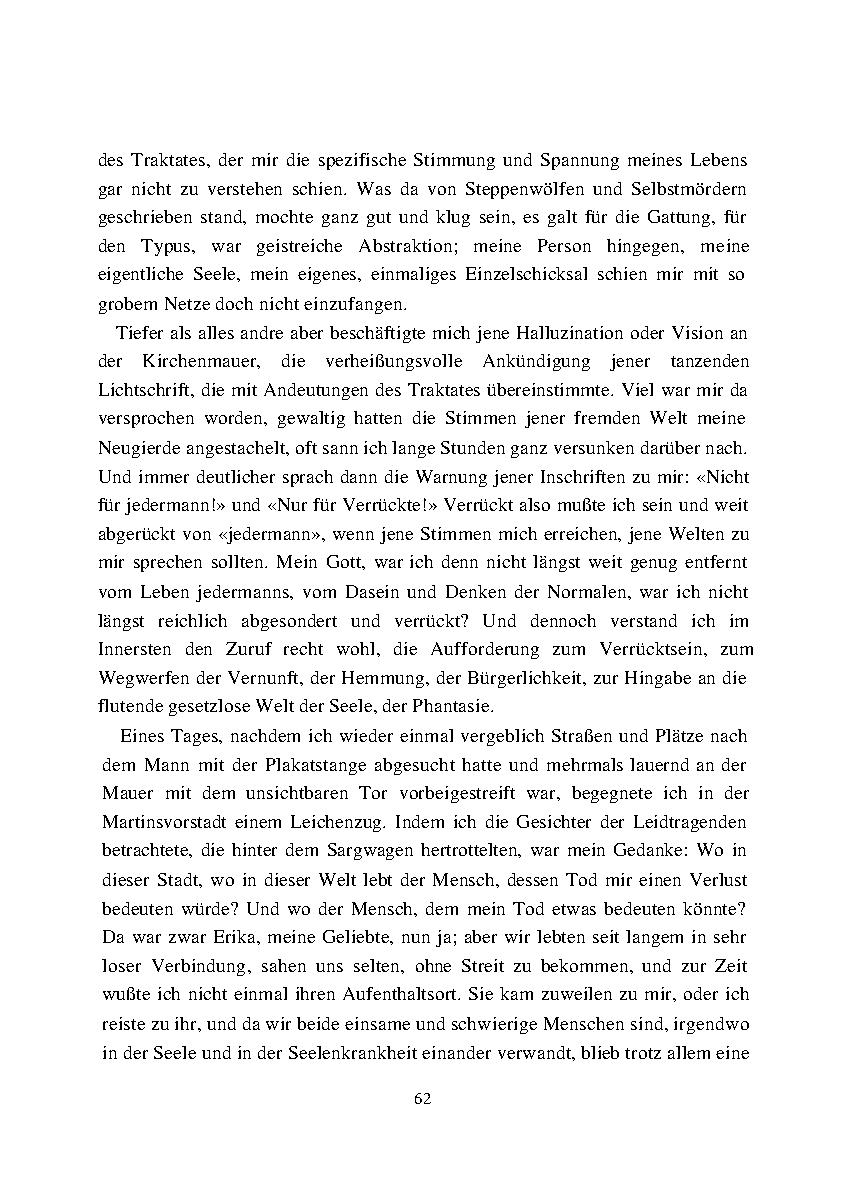 des Traktates, der mir die spezifische Stimmung und Spannung meines Lebens
gar nicht zu verstehen schien. Was da von Steppenwölfen und Selbstmördern
geschrieben stand, mochte ganz gut und klug sein, es galt für die Gattung, für
den Typus, war geistreiche Abstraktion; meine Person hingegen, meine
eigentliche Seele, mein eigenes, einmaliges Einzelschicksal schien mir mit so
grobem Netze doch nicht einzufangen.
Tiefer als alles andre aber beschäftigte mich jene Halluzination oder Vision an
der Kirchenmauer, die verheißungsvolle Ankündigung jener tanzenden
Lichtschrift, die mit Andeutungen des Traktates übereinstimmte. Viel war mir da
versprochen worden, gewaltig hatten die Stimmen jener fremden Welt meine
Neugierde angestachelt, oft sann ich lange Stunden ganz versunken darüber nach.
Und immer deutlicher sprach dann die Warnung jener Inschriften zu mir: «Nicht
für jedermann!» und «Nur für Verrückte!» Verrückt also mußte ich sein und weit
abgerückt von «jedermann», wenn jene Stimmen mich erreichen, jene Welten zu
mir sprechen sollten. Mein Gott, war ich denn nicht längst weit genug entfernt
vom Leben jedermanns, vom Dasein und Denken der Normalen, war ich nicht
längst reichlich abgesondert und verrückt? Und dennoch verstand ich im
Innersten den Zuruf recht wohl, die Aufforderung zum Verrücktsein, zum
Wegwerfen der Vernunft, der Hemmung, der Bürgerlichkeit, zur Hingabe an die
flutende gesetzlose Welt der Seele, der Phantasie.
Eines Tages, nachdem ich wieder einmal vergeblich Straßen und Plätze nach
dem Mann mit der Plakatstange abgesucht hatte und mehrmals lauernd an der
Mauer mit dem unsichtbaren Tor vorbeigestreift war, begegnete ich in der
Martinsvorstadt einem Leichenzug. Indem ich die Gesichter der Leidtragenden
betrachtete, die hinter dem Sargwagen hertrottelten, war mein Gedanke: Wo in
dieser Stadt, wo in dieser Welt lebt der Mensch, dessen Tod mir einen Verlust
bedeuten würde? Und wo der Mensch, dem mein Tod etwas bedeuten könnte?
Da war zwar Erika, meine Geliebte, nun ja; aber wir lebten seit langem in sehr
loser Verbindung, sahen uns selten, ohne Streit zu bekommen, und zur Zeit
wußte ich nicht einmal ihren Aufenthaltsort. Sie kam zuweilen zu mir, oder ich
reiste zu ihr, und da wir beide einsame und schwierige Menschen sind, irgendwo
in der Seele und in der Seelenkrankheit einander verwandt, blieb trotz allem eine
62